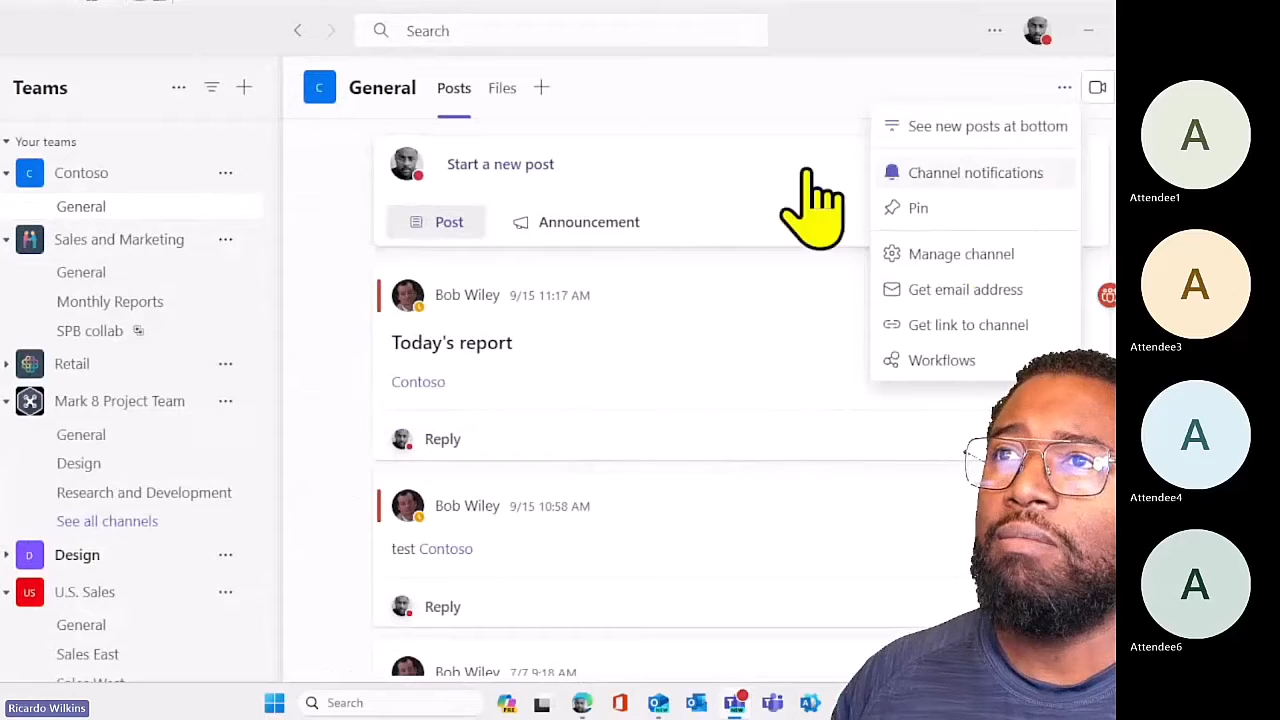 Search
Teams
Your teams
C
Contoso
General
Sales and Marketing
General
Monthly Reports
SPB collab
Retail
Mark 8 Project Team
General
Design
Research and Development
See all channels
D
Design
US
U.S. Sales
General
Sales East
C
General
Posts
Files
Start a new post
Post
Announcement
Bob Wiley 9/15 11:17 AM
Today's report
Contoso
Reply
Bob Wiley 9/15 10:58 AM
test Contoso
Reply
Bob Wiley 7/7 9:18 AM
See new posts at bottom
Channel notifications
Pin
Manage channel
Get email address
Get link to channel
Workflows
A
Attendee1
A
Attendee3
A
Attendee4
A
Attendee6
Ricardo Wilkins
Search
PRE
NEW
NEW